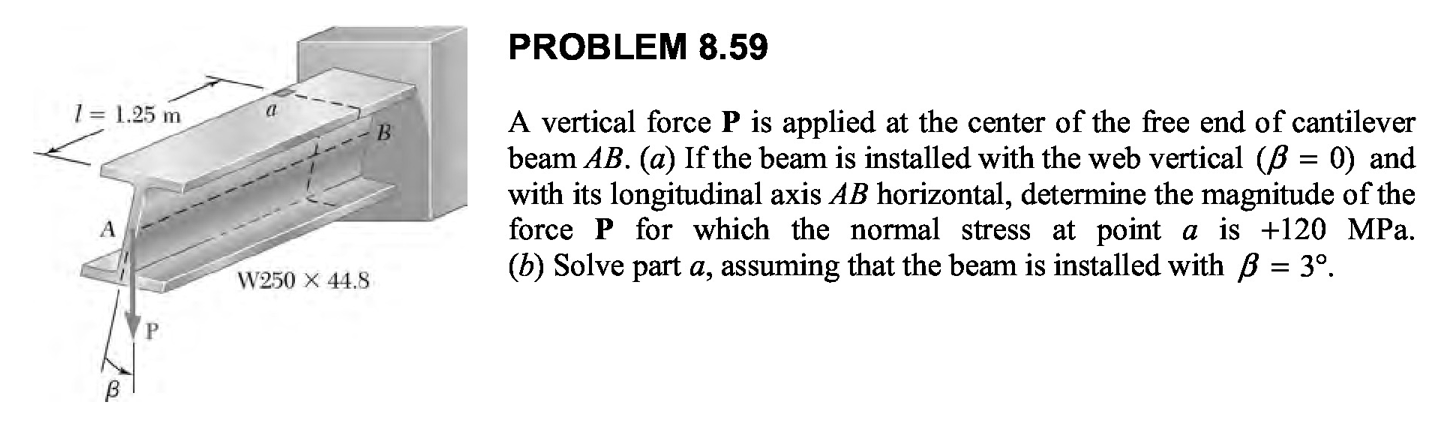 PROBLEM 8.59
l = 1.25 m
a
B
A
W250 × 44.8
P
β
A vertical force P is applied at the center of the free end of cantilever
beam AB. (a) If the beam is installed with the web vertical (β = 0) and
with its longitudinal axis AB horizontal, determine the magnitude of the
force P for which the normal stress at point a is +120 MPa.
(b) Solve part a, assuming that the beam is installed with β = 3°.